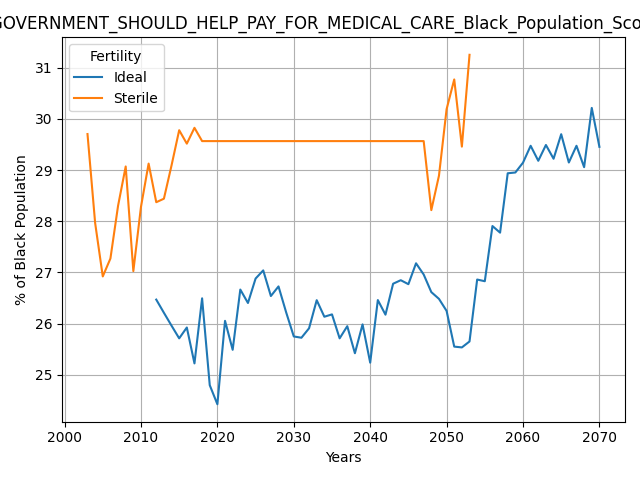 GOVERNMENT_SHOULD_HELP_PAY_FOR_MEDICAL_CARE_Black_Population_Sco
Fertility
Ideal
Sterile
% of Black Population
31
30
29
28
27
26
25
2000 2010 2020 2030 2040 2050 2060 2070
Years